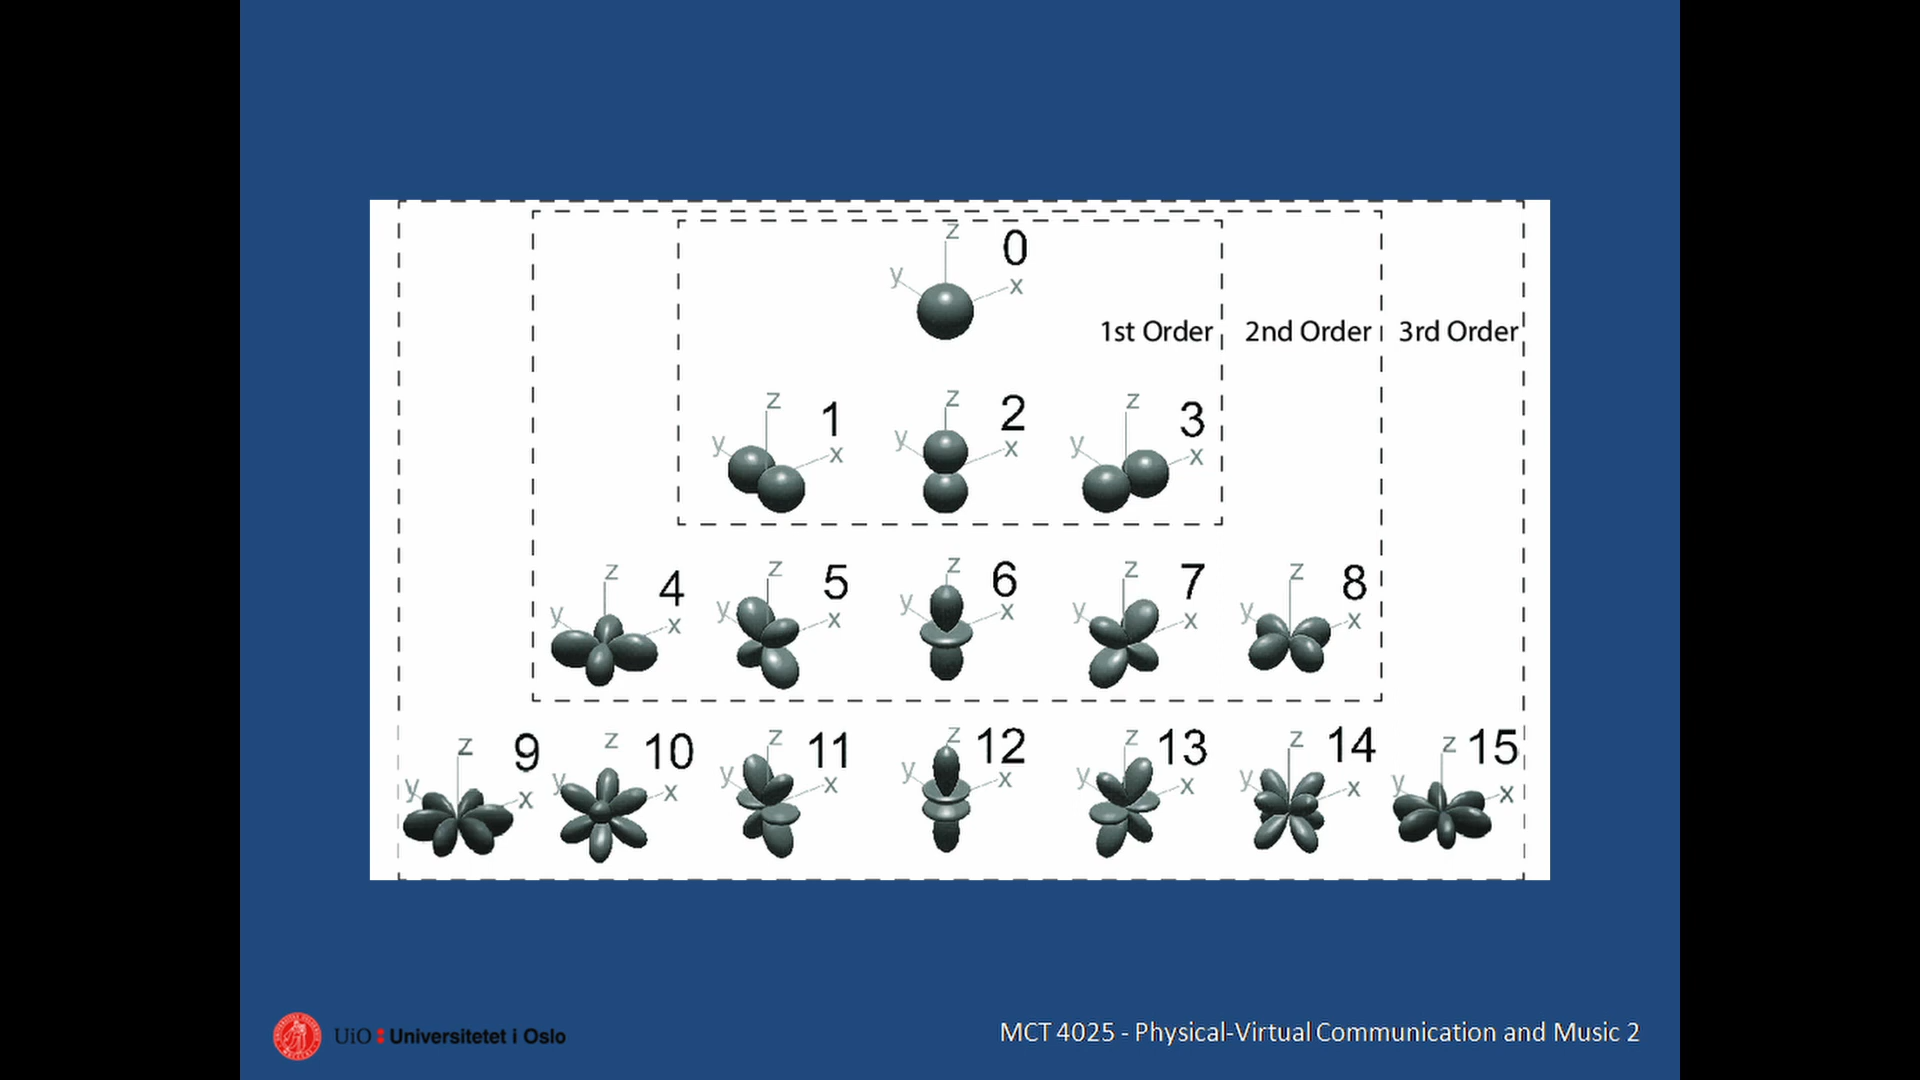 z 0
y x
1st Order 2nd Order 3rd Order
z 1 z 2 z 3
y x y x y x
z 4 z 5 z 6 z 7 z 8
y x y x y x y x y x
z 9 z 10 z 11 z 12 z 13 z 14 z 15
y x y x y x y x y x y x y x
UiO : Universitetet i Oslo
MCT 4025 - Physical-Virtual Communication and Music 2